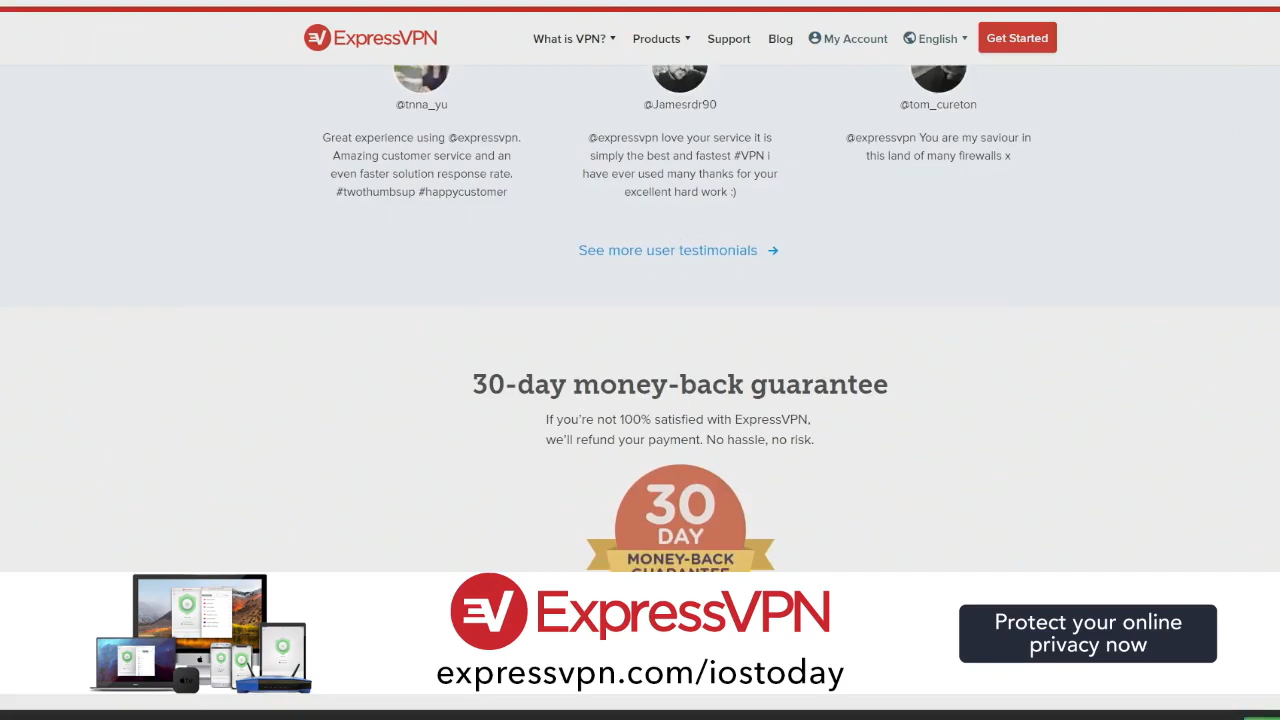 ExpressVPN
What is VPN? Products Support Blog My Account English Get Started
@tnna_yu
Great experience using @expressvpn.
Amazing customer service and an
even faster solution response rate.
#twothumbsup #happycustomer
@Jamesrdr90
@expressvpn love your service it is
simply the best and fastest #VPN i
have ever used many thanks for your
excellent hard work :)
@tom_cureton
@expressvpn You are my saviour in
this land of many firewalls x
See more user testimonials →
30-day money-back guarantee
If you're not 100% satisfied with ExpressVPN,
we'll refund your payment. No hassle, no risk.
30
DAY
MONEY-BACK
GUARANTEE
ExpressVPN
expressvpn.com/iostoday
Protect your online
privacy now